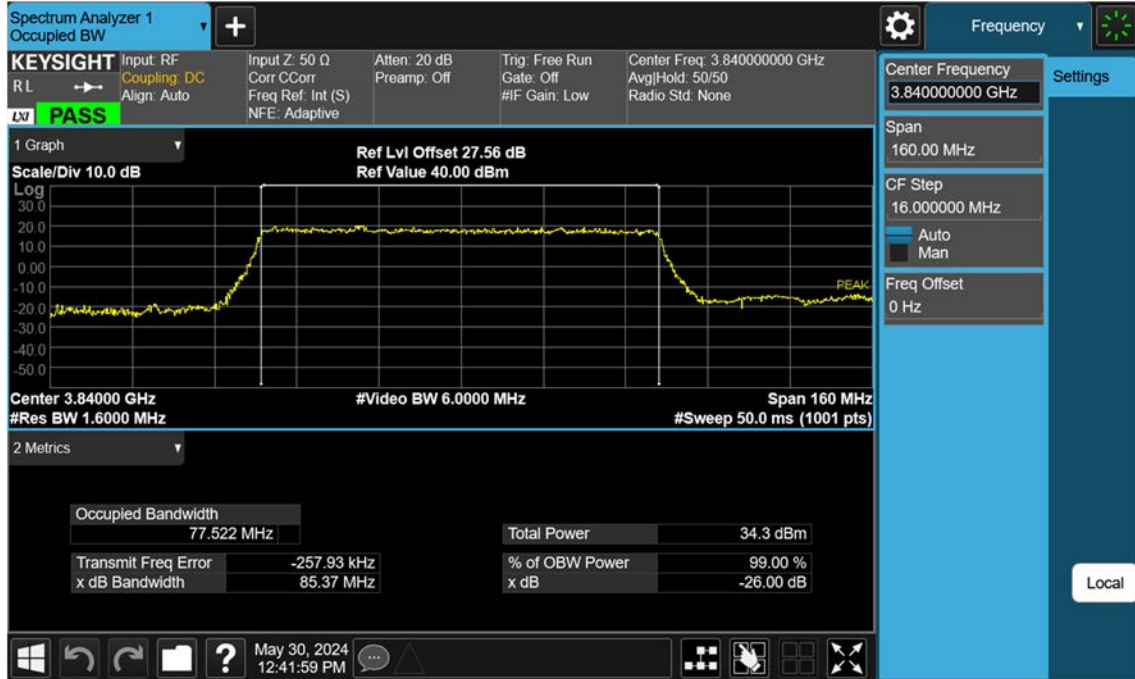 Spectrum Analyzer 1
Occupied BW
+
Frequency
KEYSIGHT
R L
LXI
PASS
Input: RF
Coupling: DC
Align: Auto
Input Z: 50 Ω
Corr CCorr
Freq Ref: Int (S)
NFE: Adaptive
Atten: 20 dB
Preamp: Off
Trig: Free Run
Gate: Off
#IF Gain: Low
Center Freq: 3.840000000 GHz
Avg|Hold: 50/50
Radio Std: None
Center Frequency
3.840000000 GHz
Settings
Span
160.00 MHz
CF Step
16.000000 MHz
Auto
Man
Freq Offset
0 Hz
Local
1 Graph
Scale/Div 10.0 dB
Ref Lvl Offset 27.56 dB
Ref Value 40.00 dBm
Log
30.0
20.0
10.0
0.00
-10.0
-20.0
-30.0
-40.0
-50.0
PEAK
Center 3.84000 GHz
#Video BW 6.0000 MHz
Span 160 MHz
#Res BW 1.6000 MHz
#Sweep 50.0 ms (1001 pts)
2 Metrics
Occupied Bandwidth
77.522 MHz
Total Power 34.3 dBm
Transmit Freq Error -257.93 kHz
% of OBW Power 99.00 %
x dB Bandwidth 85.37 MHz
x dB -26.00 dB
?
May 30, 2024
12:41:59 PM